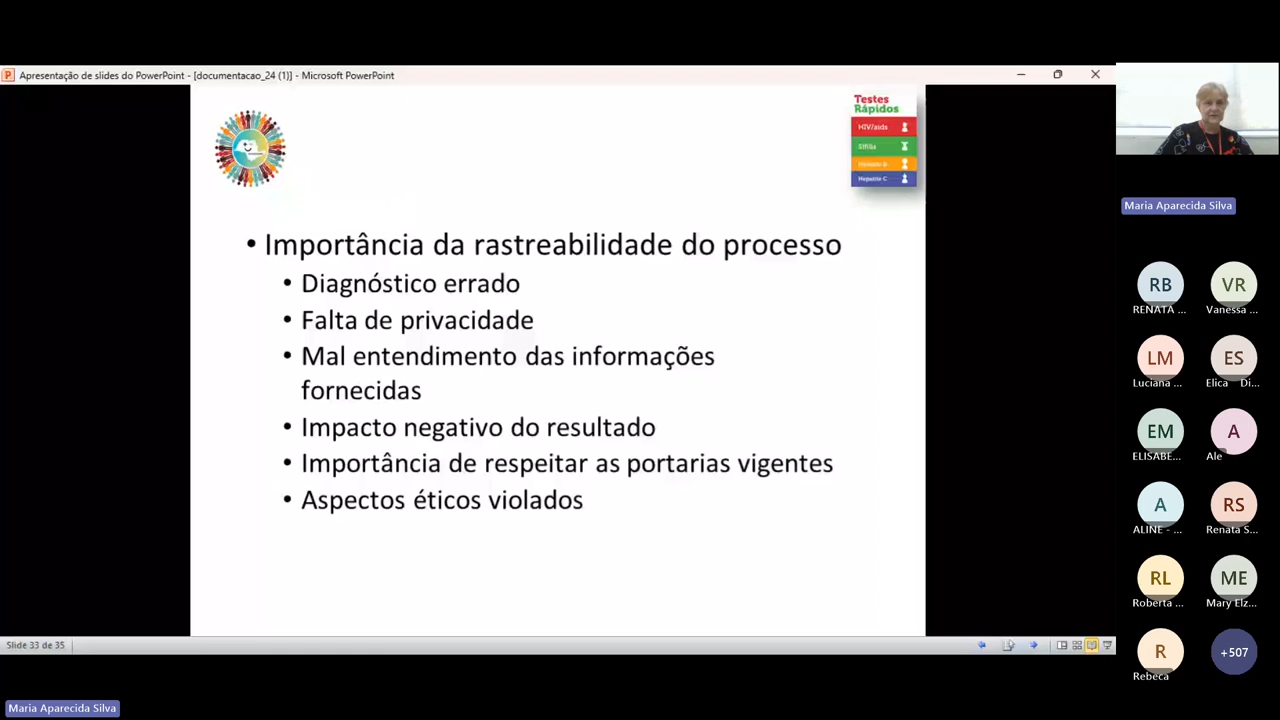 Apresentação de slides do PowerPoint - [documentacao_24 (1)] - Microsoft PowerPoint
Testes
Rápidos
HIV/aids
Sífilis
Hepatite B
Hepatite C
• Importância da rastreabilidade do processo
• Diagnóstico errado
• Falta de privacidade
• Mal entendimento das informações
fornecidas
• Impacto negativo do resultado
• Importância de respeitar as portarias vigentes
• Aspectos éticos violados
Slide 33 de 35
Maria Aparecida Silva
Maria Aparecida Silva
RB
RENATA ...
VR
Vanessa ...
LM
Luciana ...
ES
Elica Di...
EM
ELISABE...
A
Ale
A
ALINE - ...
RS
Renata S...
RL
Roberta ...
ME
Mary Elz...
R
Rebeca
+507